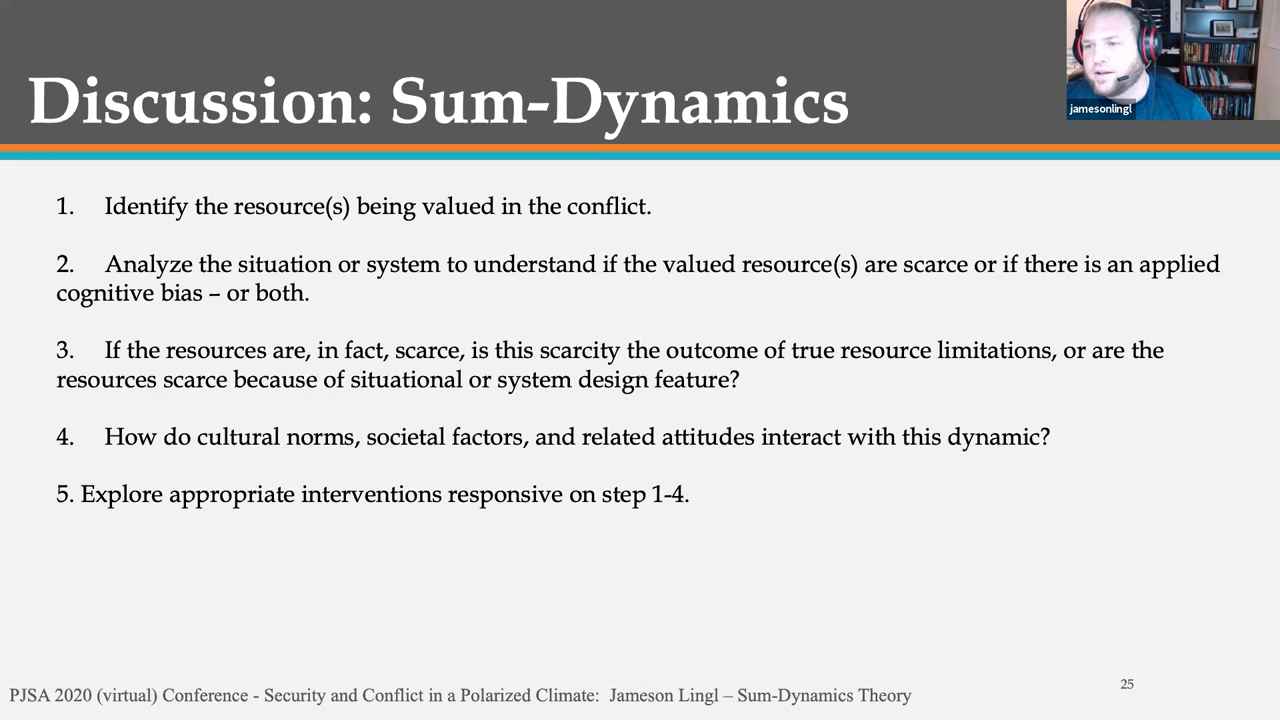 Discussion: Sum-Dynamics
jamesonlingl
1. Identify the resource(s) being valued in the conflict.
2. Analyze the situation or system to understand if the valued resource(s) are scarce or if there is an applied
cognitive bias – or both.
3. If the resources are, in fact, scarce, is this scarcity the outcome of true resource limitations, or are the
resources scarce because of situational or system design feature?
4. How do cultural norms, societal factors, and related attitudes interact with this dynamic?
5. Explore appropriate interventions responsive on step 1-4.
25
PJSA 2020 (virtual) Conference - Security and Conflict in a Polarized Climate: Jameson Lingl – Sum-Dynamics Theory